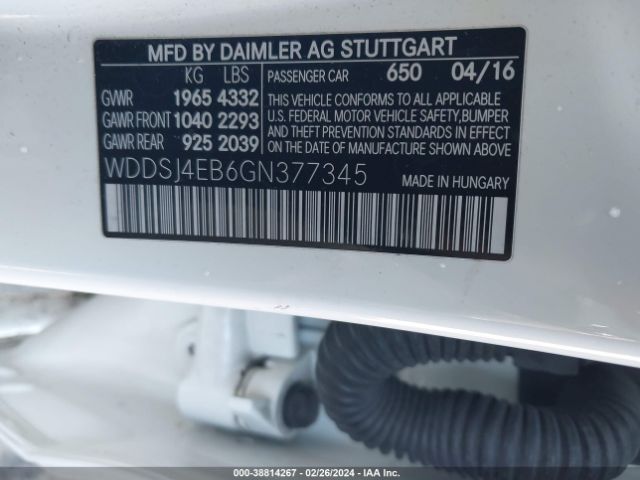 MFD BY DAIMLER AG STUTTGART
KG LBS PASSENGER CAR 650 04/16
GVWR 1965 4332 THIS VEHICLE CONFORMS TO ALL APPLICABLE
GAWR FRONT 1040 2293 U.S. FEDERAL MOTOR VEHICLE SAFETY,BUMPER
AND THEFT PREVENTION STANDARDS IN EFFECT
GAWR REAR 925 2039 ON THE DATE OF MANUFACTURE SHOWN ABOVE.
WDDSJ4EB6GN377345 MADE IN HUNGARY
000-38814267 - 02/26/2024 - IAA Inc.